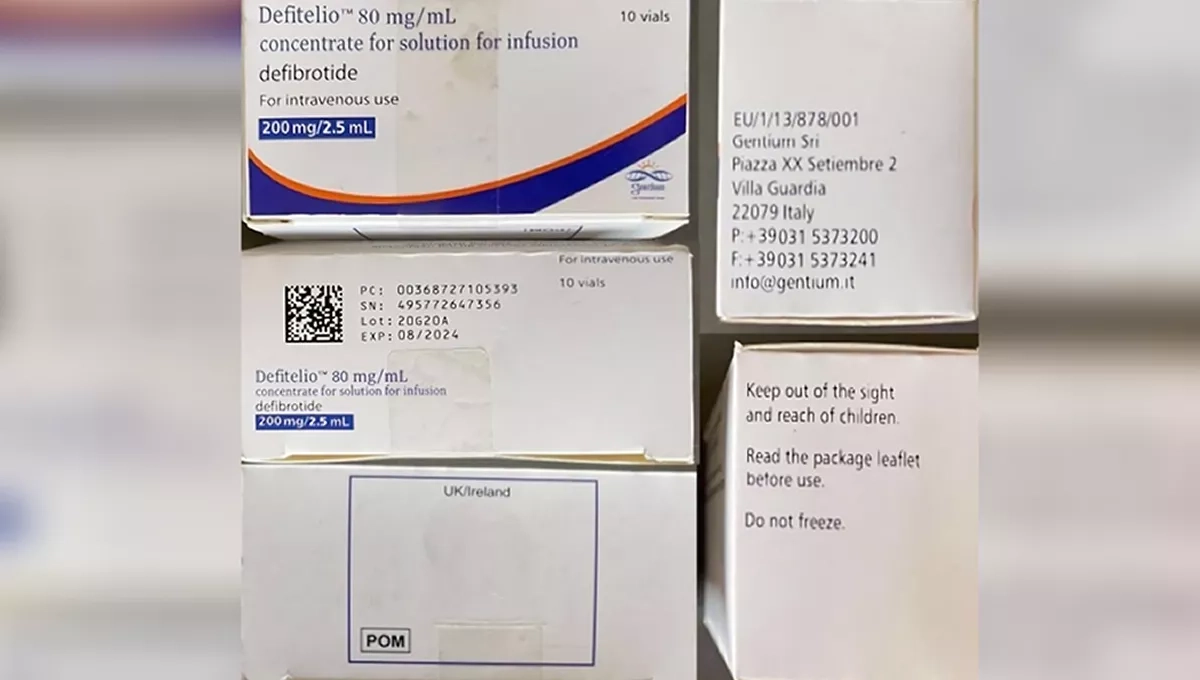 Defitelio™ 80 mg/mL
10 vials
concentrate for solution for infusion
defibrotide
For intravenous use
200 mg/2.5 mL
Gentium
For intravenous use
10 vials
PC: 00368727105393
SN: 495772647356
Lot: 20G20A
EXP: 08/2024
Defitelio™ 80 mg/mL
concentrate for solution for infusion
defibrotide
200 mg/2.5 mL
UK/Ireland
POM
EU/1/13/878/001
Gentium Srl
Piazza XX Setiembre 2
Villa Guardia
22079 Italy
P:+39031 5373200
F:+39031 5373241
info@gentium.it
Keep out of the sight
and reach of children.
Read the package leaflet
before use.
Do not freeze.